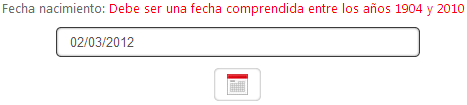 Fecha nacimiento: Debe ser una fecha comprendida entre los años 1904 y 2010
02/03/2012